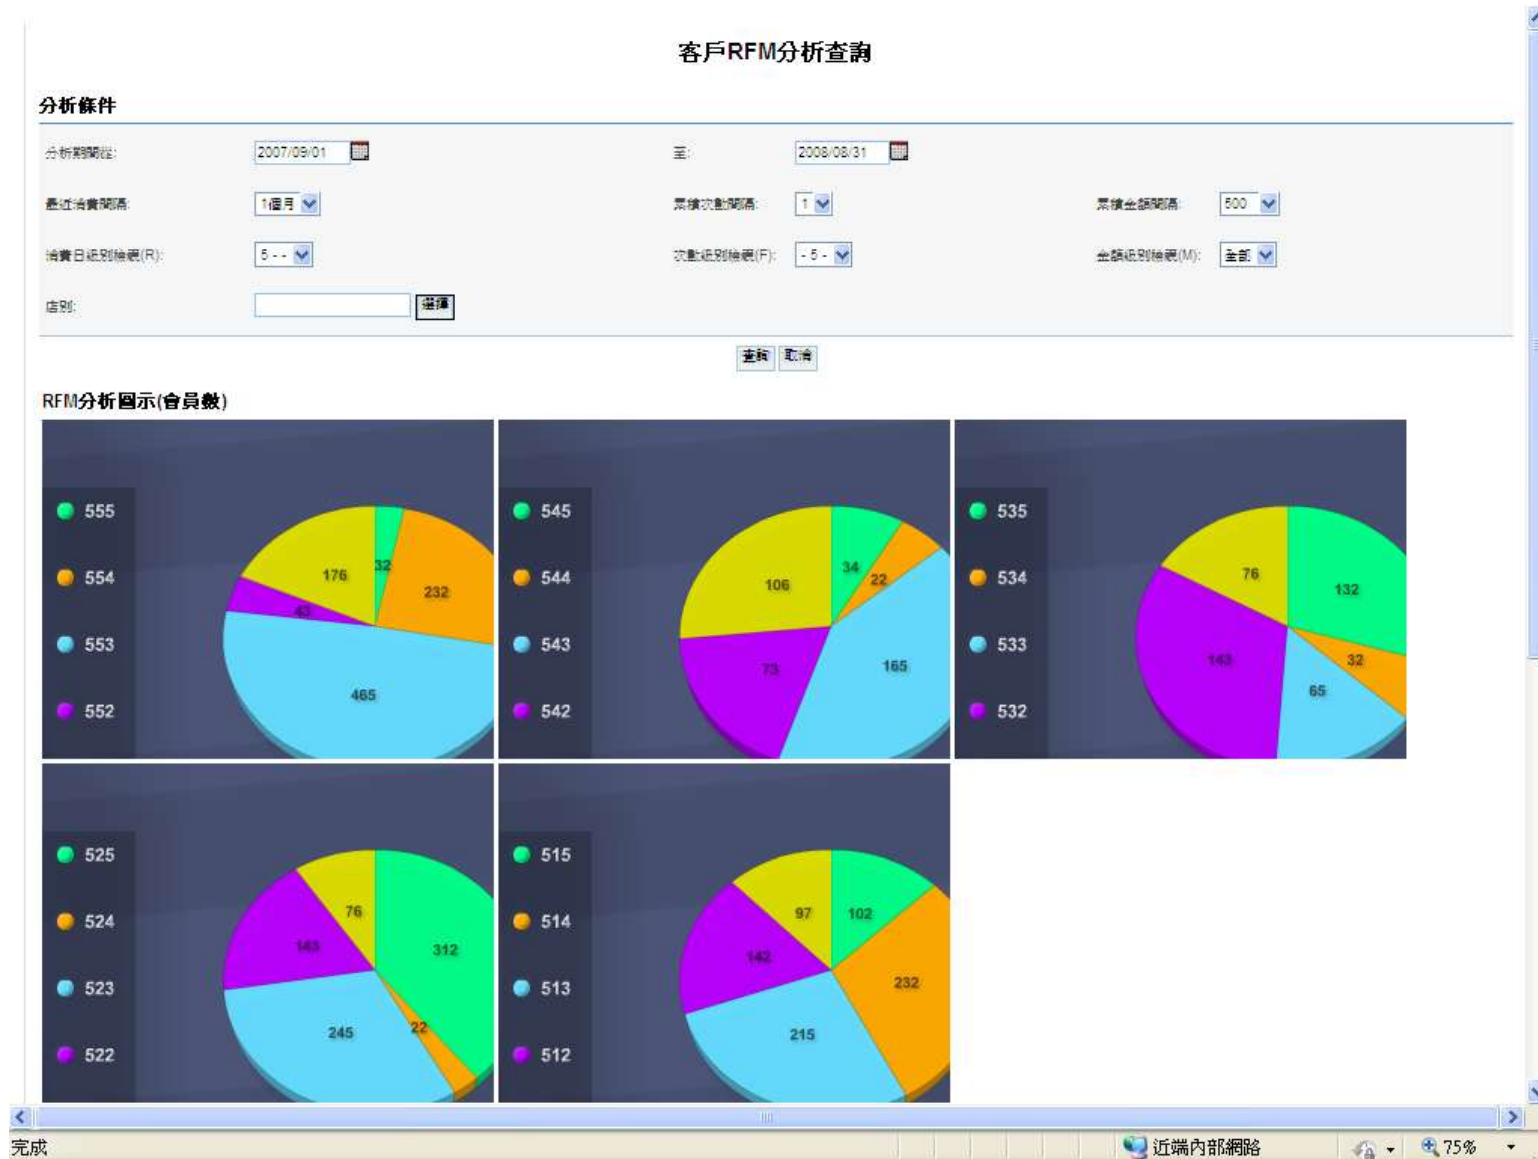 客戶RFM分析查詢
分析條件
分析期間從: 2007/09/01 至: 2008/08/31
最近消費間隔: 1個月 累積次數間隔: 1 累積金額間隔: 500
消費日級別檢視(R): 5 - - 次數級別檢視(F): - 5 - 金額級別檢視(M): 全部
店別: 選擇
查詢 取消
RFM分析圖示(會員數)
555 554 553 552
32 232 465 43 176
545 544 543 542
34 22 165 73 106
535 534 533 532
132 32 65 143 76
525 524 523 522
312 22 245 143 76
515 514 513 512
102 232 215 142 97
完成 近端內部網路 75%